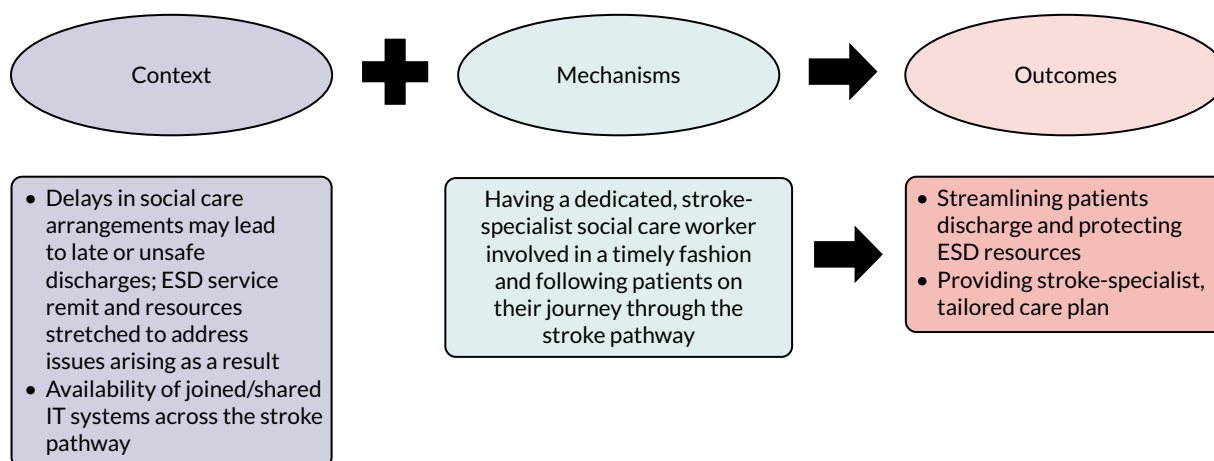 Context
Mechanisms
Outcomes
• Delays in social care
arrangements may lead
to late or unsafe
discharges; ESD service
remit and resources
stretched to address
issues arising as a result
• Availability of joined/shared
IT systems across the stroke
pathway
Having a dedicated, stroke-
specialist social care worker
involved in a timely fashion
and following patients on
their journey through the
stroke pathway
• Streamlining patients
discharge and protecting
ESD resources
• Providing stroke-specialist,
tailored care plan